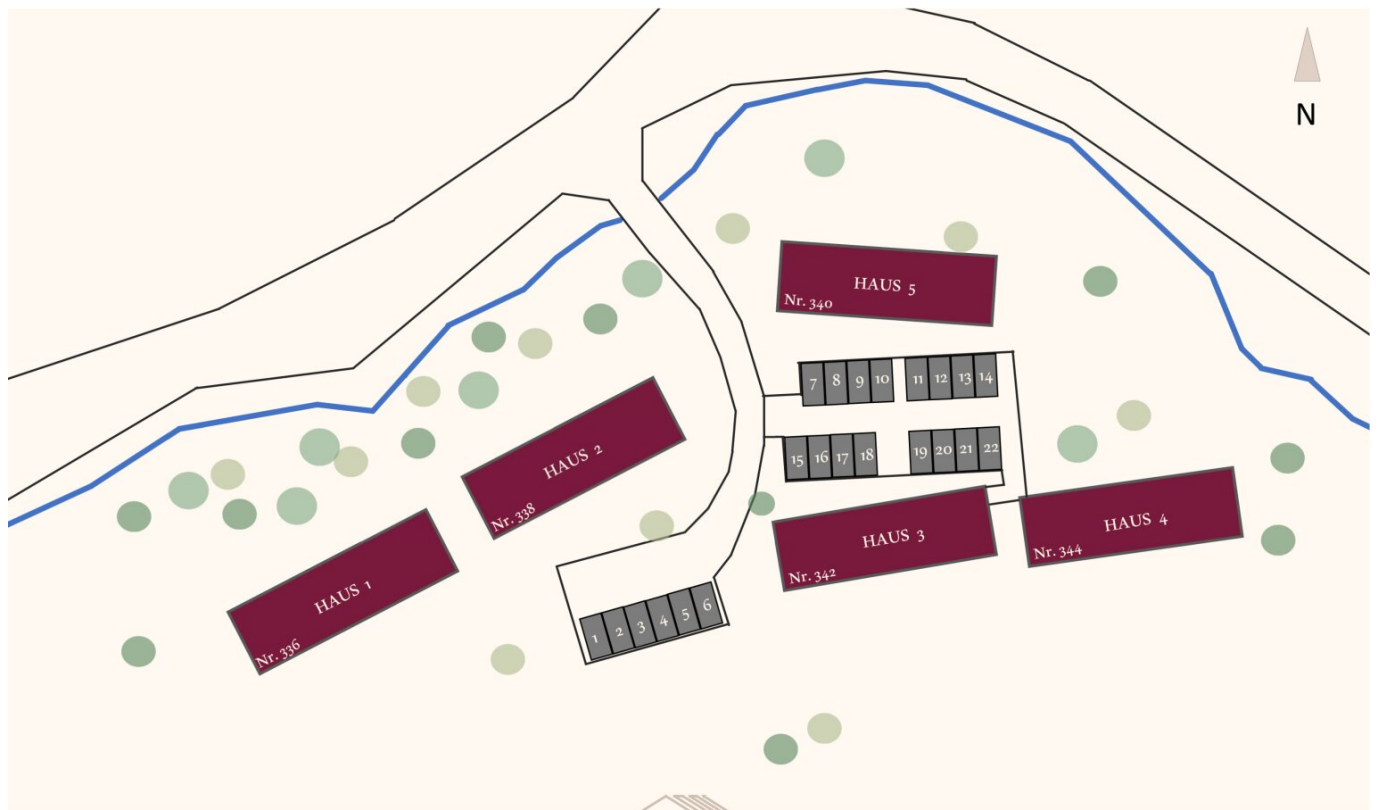 N
HAUS 5
Nr. 340
7 8 9 10 11 12 13 14
15 16 17 18 19 20 21 22
HAUS 2
Nr. 338
HAUS 1
Nr. 336
HAUS 3
Nr. 342
HAUS 4
Nr. 344
1 2 3 4 5 6